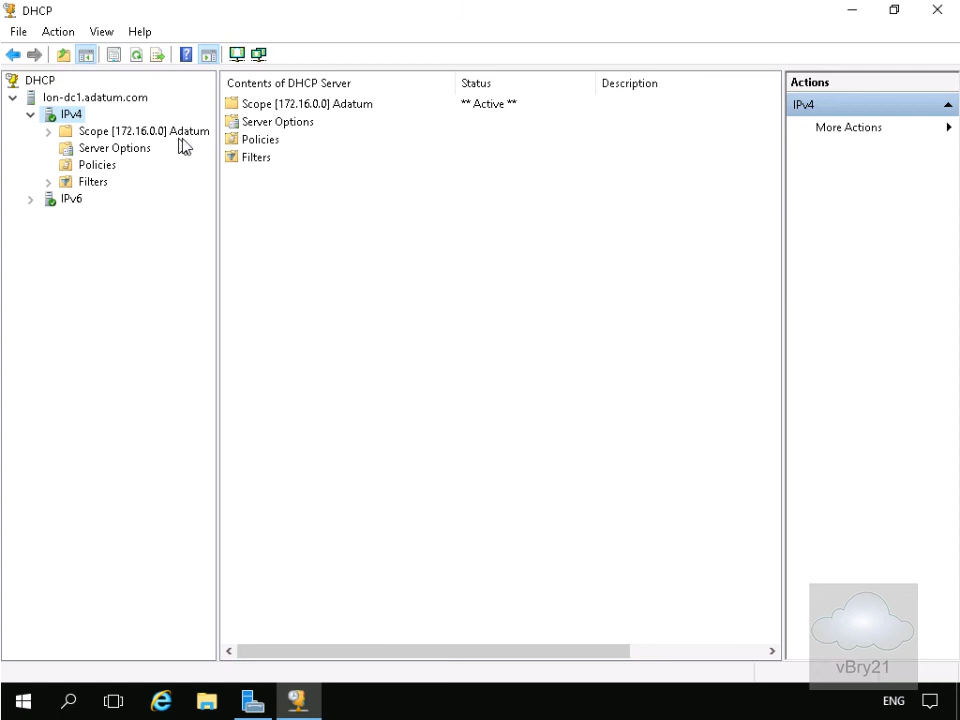 DHCP
File Action View Help
DHCP
lon-dc1.adatum.com
IPv4
Scope [172.16.0.0] Adatum
Server Options
Policies
Filters
IPv6
Contents of DHCP Server Status Description
Scope [172.16.0.0] Adatum ** Active **
Server Options
Policies
Filters
Actions
IPv4
More Actions
vBry21
ENG